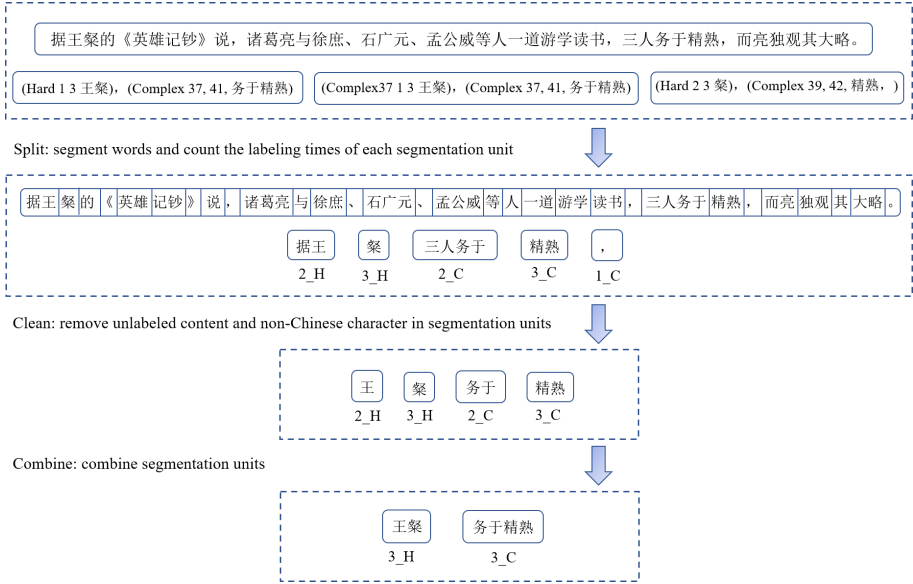 据王粲的《英雄记钞》说，诸葛亮与徐庶、石广元、孟公威等人一道游学读书，三人务于精熟，而亮独观其大略。
(Hard 1 3 王粲)，(Complex 37, 41, 务于精熟)
(Complex37 1 3 王粲)，(Complex 37, 41, 务于精熟)
(Hard 2 3 粲)，(Complex 39, 42, 精熟，)
Split: segment words and count the labeling times of each segmentation unit
据王 粲 的 《 英雄 记钞 》 说 ， 诸葛亮 与 徐庶 、 石广元 、 孟公威 等 人 一道 游学 读书 ， 三人务于 精熟 ， 而亮 独观 其 大略 。
据王 粲 三人务于 精熟 ，
2_H 3_H 2_C 3_C 1_C
Clean: remove unlabeled content and non-Chinese character in segmentation units
王 粲 务于 精熟
2_H 3_H 2_C 3_C
Combine: combine segmentation units
王粲 务于精熟
3_H 3_C